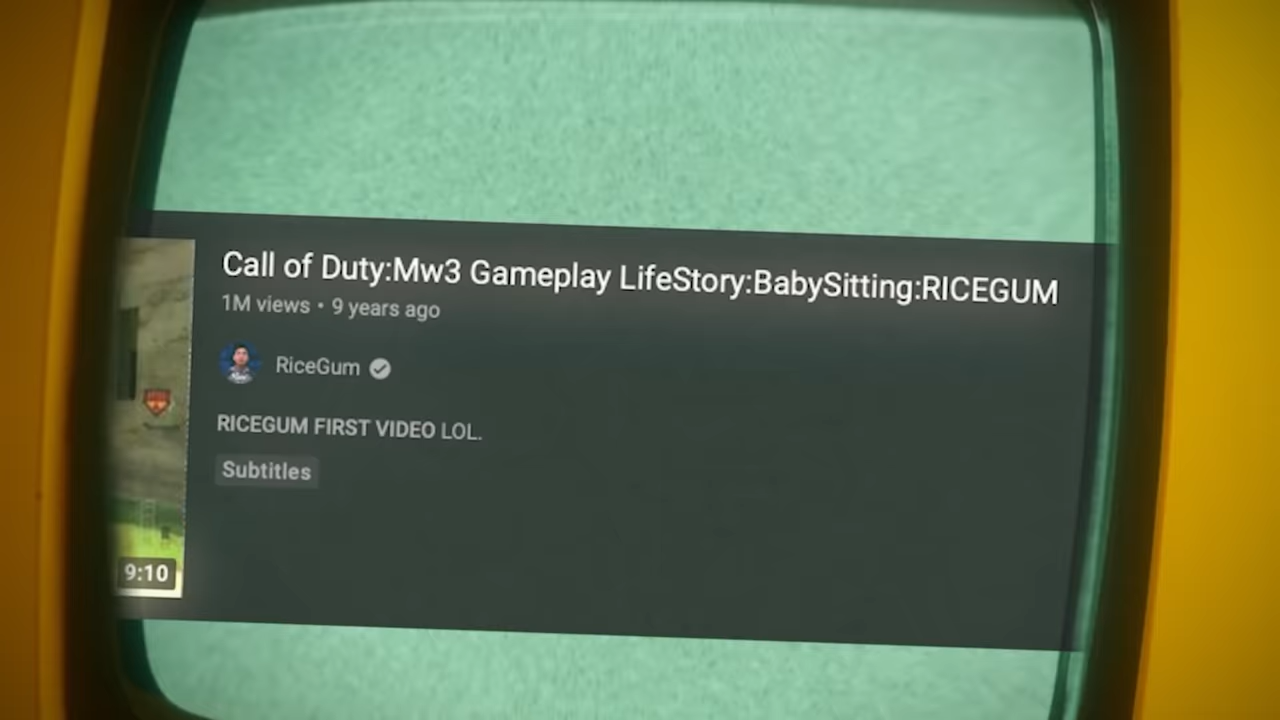 Call of Duty:Mw3 Gameplay LifeStory:BabySitting:RICEGUM
1M views • 9 years ago
RiceGum
RICEGUM FIRST VIDEO LOL.
Subtitles
9:10